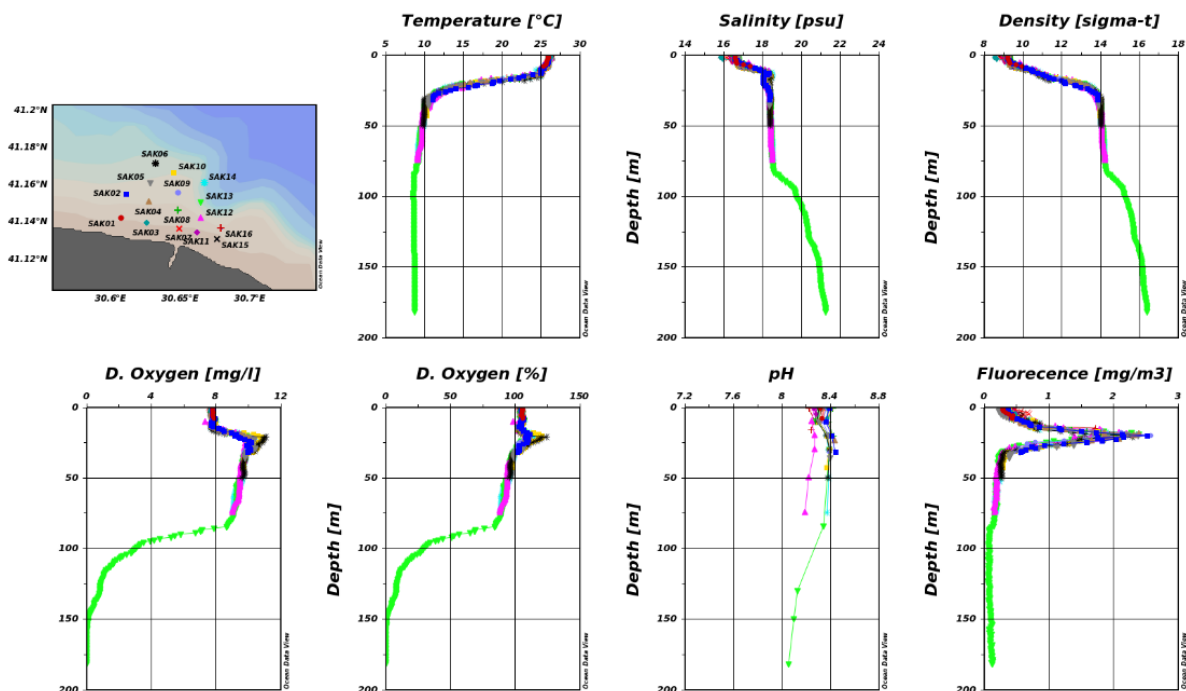 Temperature [°C]
5 10 15 20 25 30
0
50
100
150
200
Depth [m]
Ocean Data View
Salinity [psu]
14 16 18 20 22 24
0
50
100
150
200
Depth [m]
Ocean Data View
Density [sigma-t]
8 10 12 14 16 18
0
50
100
150
200
Ocean Data View
41.2°N
41.18°N
41.16°N
41.14°N
41.12°N
30.6°E 30.65°E 30.7°E
SAK06
SAK10
SAK05
SAK09
SAK14
SAK02
SAK13
SAK04
SAK12
SAK01
SAK08
SAK03
SAK07
SAK16
SAK11
SAK15
Ocean Data View
D. Oxygen [mg/l]
0 4 8 12
0
50
100
150
200
Ocean Data View
D. Oxygen [%]
0 50 100 150
0
50
100
150
200
Depth [m]
Ocean Data View
pH
7.2 7.6 8 8.4 8.8
0
50
100
150
200
Depth [m]
Ocean Data View
Fluorecence [mg/m3]
0 1 2 3
0
50
100
150
200
Depth [m]
Ocean Data View